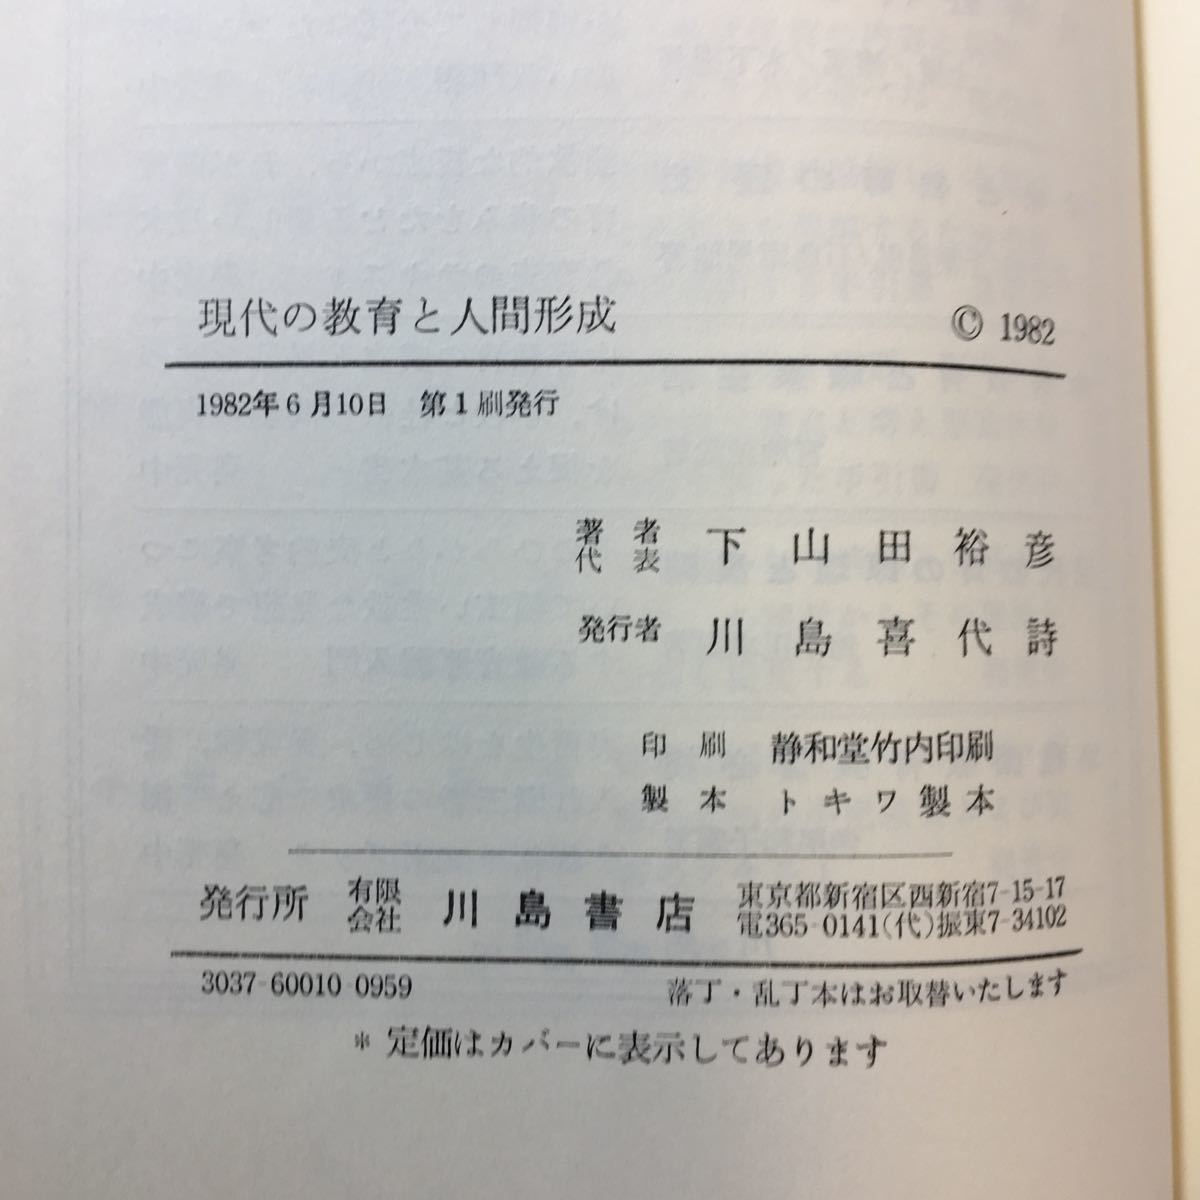 現代の教育と人間形成 © 1982
1982年6月10日 第1刷発行
著者代表 下山田裕彦
発行者 川島喜代詩
印刷 静和堂竹内印刷
製本 トキワ製本
発行所 有限会社 川島書店
東京都新宿区西新宿7-15-17
電365-0141(代)振東7-34102
3037-60010-0959 落丁・乱丁本はお取替いたします
* 定価はカバーに表示してあります